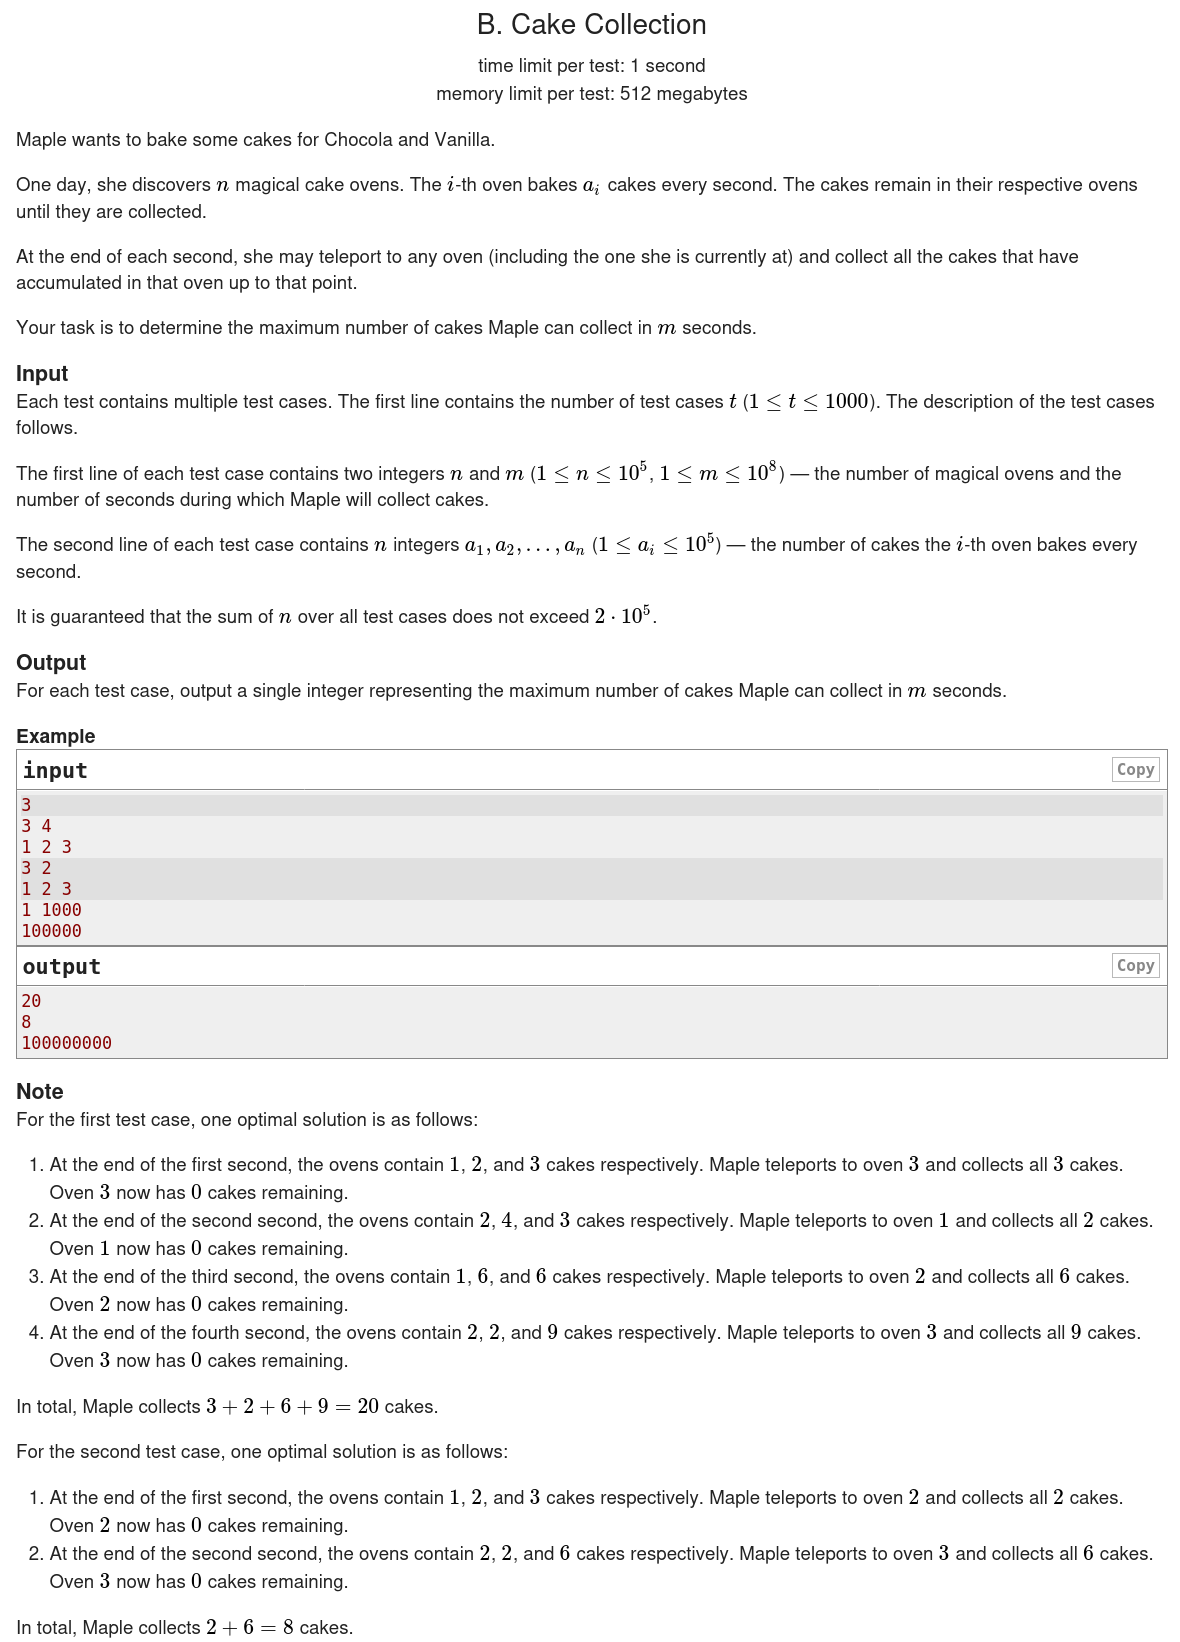 B. Cake Collection
time limit per test: 1 second
memory limit per test: 512 megabytes
Maple wants to bake some cakes for Chocola and Vanilla.
One day, she discovers n magical cake ovens. The i-th oven bakes a_i cakes every second. The cakes remain in their respective ovens
until they are collected.
At the end of each second, she may teleport to any oven (including the one she is currently at) and collect all the cakes that have
accumulated in that oven up to that point.
Your task is to determine the maximum number of cakes Maple can collect in m seconds.
Input
Each test contains multiple test cases. The first line contains the number of test cases t (1 ≤ t ≤ 1000). The description of the test cases
follows.
The first line of each test case contains two integers n and m (1 ≤ n ≤ 10^5, 1 ≤ m ≤ 10^8) — the number of magical ovens and the
number of seconds during which Maple will collect cakes.
The second line of each test case contains n integers a_1, a_2, . . . , a_n (1 ≤ a_i ≤ 10^5) — the number of cakes the i-th oven bakes every
second.
It is guaranteed that the sum of n over all test cases does not exceed 2 · 10^5.
Output
For each test case, output a single integer representing the maximum number of cakes Maple can collect in m seconds.
Example
input Copy
3
3 4
1 2 3
3 2
1 2 3
1 1000
100000
output Copy
20
8
100000000
Note
For the first test case, one optimal solution is as follows:
1. At the end of the first second, the ovens contain 1, 2, and 3 cakes respectively. Maple teleports to oven 3 and collects all 3 cakes.
Oven 3 now has 0 cakes remaining.
2. At the end of the second second, the ovens contain 2, 4, and 3 cakes respectively. Maple teleports to oven 1 and collects all 2 cakes.
Oven 1 now has 0 cakes remaining.
3. At the end of the third second, the ovens contain 1, 6, and 6 cakes respectively. Maple teleports to oven 2 and collects all 6 cakes.
Oven 2 now has 0 cakes remaining.
4. At the end of the fourth second, the ovens contain 2, 2, and 9 cakes respectively. Maple teleports to oven 3 and collects all 9 cakes.
Oven 3 now has 0 cakes remaining.
In total, Maple collects 3 + 2 + 6 + 9 = 20 cakes.
For the second test case, one optimal solution is as follows:
1. At the end of the first second, the ovens contain 1, 2, and 3 cakes respectively. Maple teleports to oven 2 and collects all 2 cakes.
Oven 2 now has 0 cakes remaining.
2. At the end of the second second, the ovens contain 2, 2, and 6 cakes respectively. Maple teleports to oven 3 and collects all 6 cakes.
Oven 3 now has 0 cakes remaining.
In total, Maple collects 2 + 6 = 8 cakes.